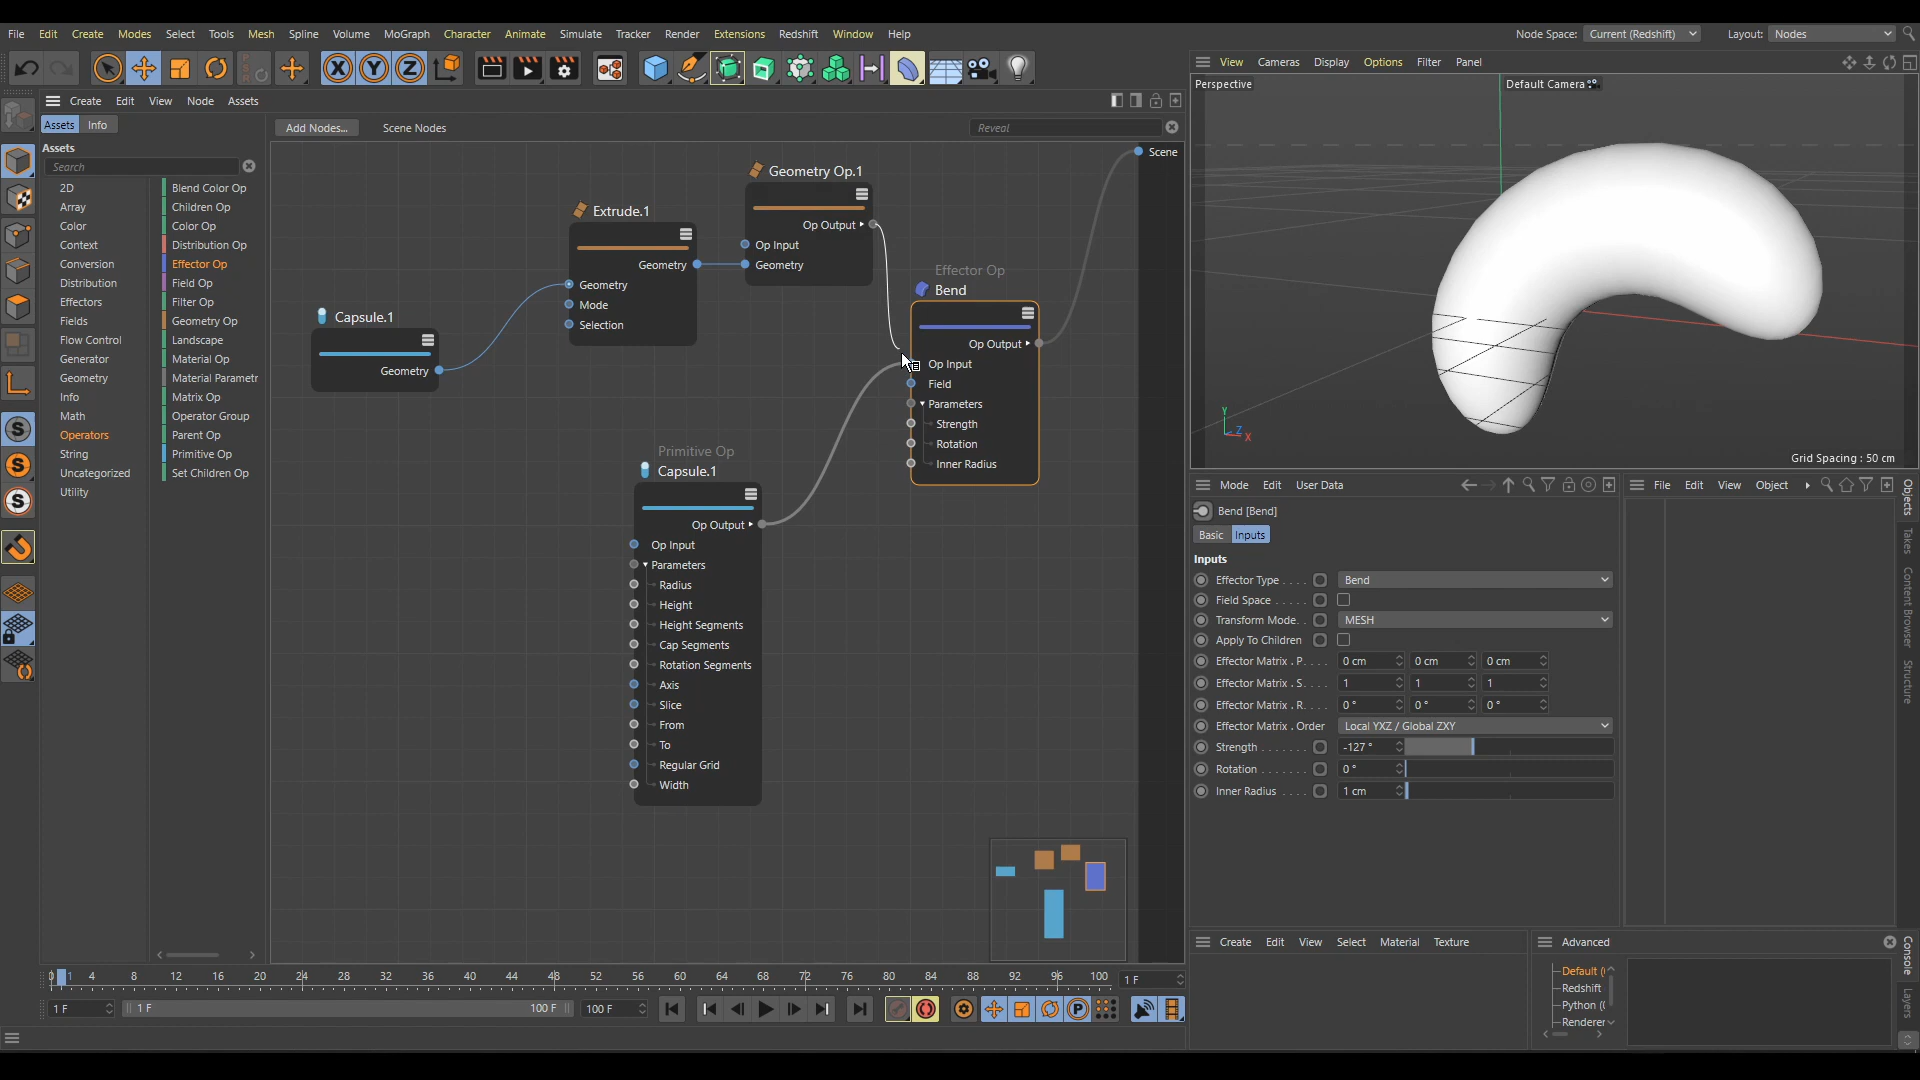 File Edit Create Modes Select Tools Mesh Spline Volume MoGraph Character Animate Simulate Tracker Render Extensions Redshift Window Help Node Space: Current (Redshift) Layout: Nodes
View Cameras Display Options Filter Panel
Perspective Default Camera
Create Edit View Node Assets
Assets Info
Add Nodes... Scene Nodes Reveal
Assets
Search
2D
Array
Color
Context
Conversion
Distribution
Effectors
Fields
Flow Control
Generator
Geometry
Info
Math
Operators
String
Uncategorized
Utility
Blend Color Op
Children Op
Color Op
Distribution Op
Effector Op
Field Op
Filter Op
Geometry Op
Landscape
Material Op
Material Parametr
Matrix Op
Operator Group
Parent Op
Primitive Op
Set Children Op
Capsule.1
Geometry
Extrude.1
Geometry
Geometry
Mode
Selection
Geometry Op.1
Op Output
Op Input
Geometry
Effector Op
Bend
Op Output
Op Input
Field
Parameters
Strength
Rotation
Inner Radius
Scene
Primitive Op
Capsule.1
Op Output
Op Input
Parameters
Radius
Height
Height Segments
Cap Segments
Rotation Segments
Axis
Slice
From
To
Regular Grid
Width
Y
Z
X
Grid Spacing : 50 cm
Mode Edit User Data
Bend [Bend]
Basic Inputs
Inputs
Effector Type . . . . Bend
Field Space . . . . .
Transform Mode. . MESH
Apply To Children
Effector Matrix . P. . . . 0 cm 0 cm 0 cm
Effector Matrix . S. . . . 1 1 1
Effector Matrix . R. . . . 0 ° 0 ° 0 °
Effector Matrix . Order Local YXZ / Global ZXY
Strength . . . . . . . -127 °
Rotation . . . . . . . 0 °
Inner Radius . . . . 1 cm
File Edit View Object
Objects
Takes
Content Browser
Structure
0 1 4 8 12 16 20 24 28 32 36 40 44 48 52 56 60 64 68 72 76 80 84 88 92 96 100 1 F
1 F 1 F 100 F 100 F
Create Edit View Select Material Texture
Advanced
Default (
Redshift
Python ((
Renderer
Console
Layers